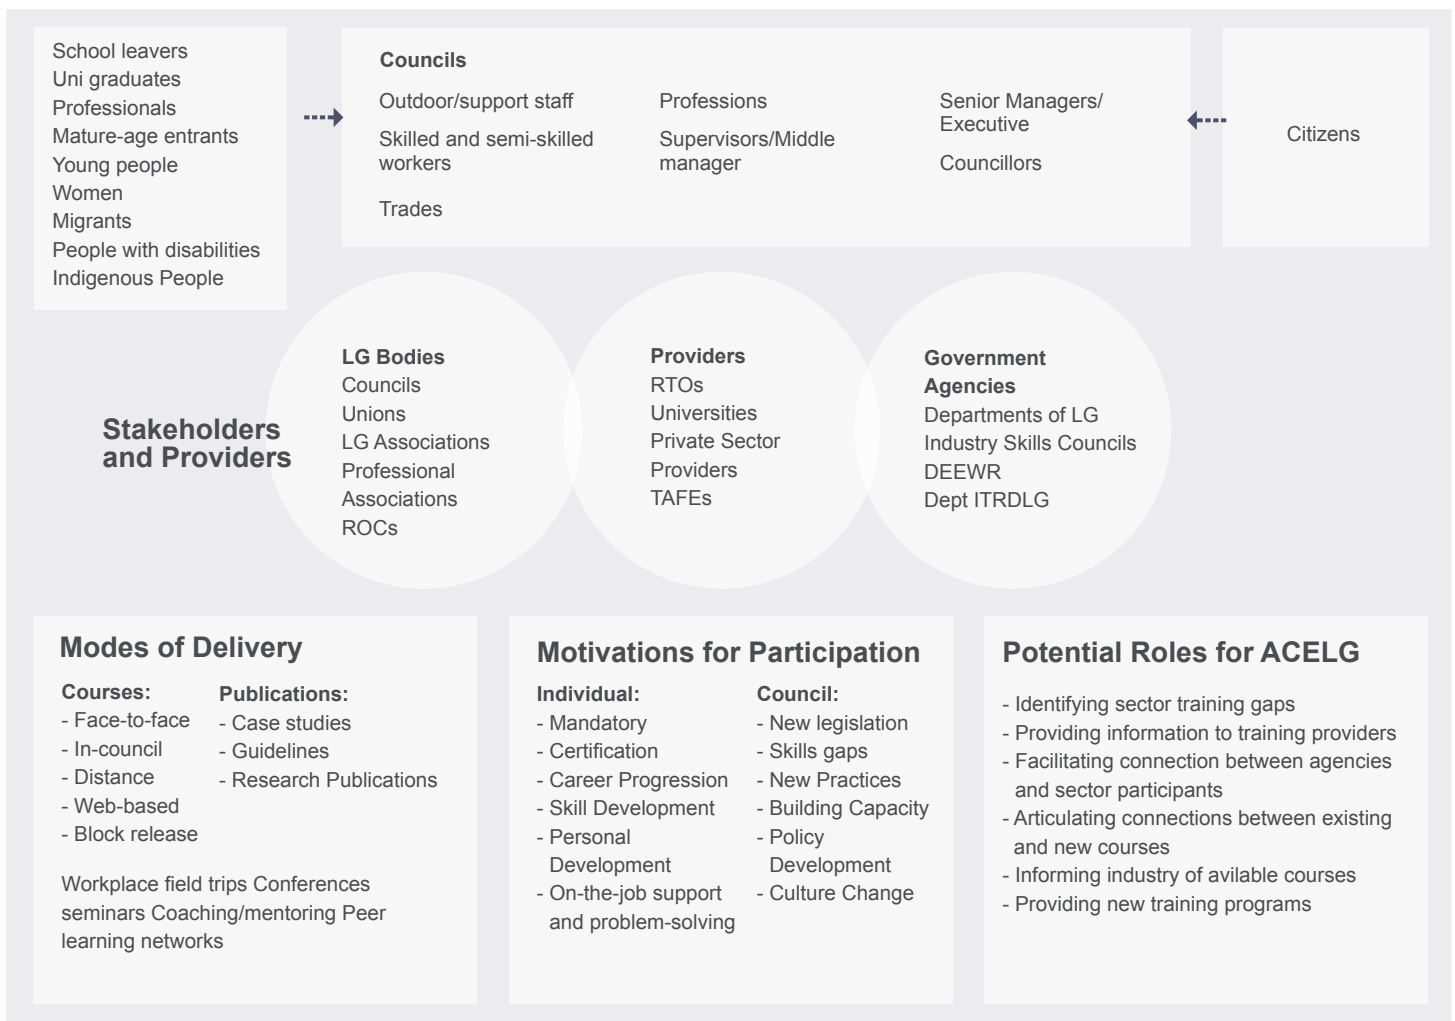 School leavers
Uni graduates
Professionals
Mature-age entrants
Young people
Women
Migrants
People with disabilities
Indigenous People
Councils
Outdoor/support staff
Skilled and semi-skilled
workers
Trades
Professions
Supervisors/Middle
manager
Senior Managers/
Executive
Councillors
Citizens
Stakeholders
and Providers
LG Bodies
Councils
Unions
LG Associations
Professional
Associations
ROCs
Providers
RTOs
Universities
Private Sector
Providers
TAFEs
Government
Agencies
Departments of LG
Industry Skills Councils
DEEWR
Dept ITRDLG
Modes of Delivery
Courses:
- Face-to-face
- In-council
- Distance
- Web-based
- Block release
Publications:
- Case studies
- Guidelines
- Research Publications
Workplace field trips Conferences
seminars Coaching/mentoring Peer
learning networks
Motivations for Participation
Individual:
- Mandatory
- Certification
- Career Progression
- Skill Development
- Personal
Development
- On-the-job support
and problem-solving
Council:
- New legislation
- Skills gaps
- New Practices
- Building Capacity
- Policy
Development
- Culture Change
Potential Roles for ACELG
- Identifying sector training gaps
- Providing information to training providers
- Facilitating connection between agencies
and sector participants
- Articulating connections between existing
and new courses
- Informing industry of avilable courses
- Providing new training programs